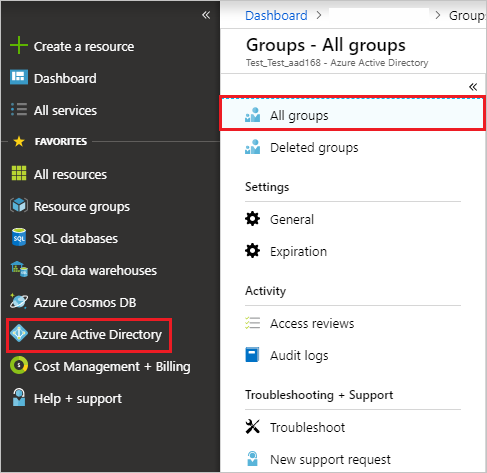 «
Create a resource
Dashboard
All services
FAVORITES
All resources
Resource groups
SQL databases
SQL data warehouses
Azure Cosmos DB
Azure Active Directory
Cost Management + Billing
Help + support
Dashboard > > Groups
Groups - All groups
Test_Test_aad168 - Azure Active Directory
«
All groups
Deleted groups
Settings
General
Expiration
Activity
Access reviews
Audit logs
Troubleshooting + Support
Troubleshoot
New support request